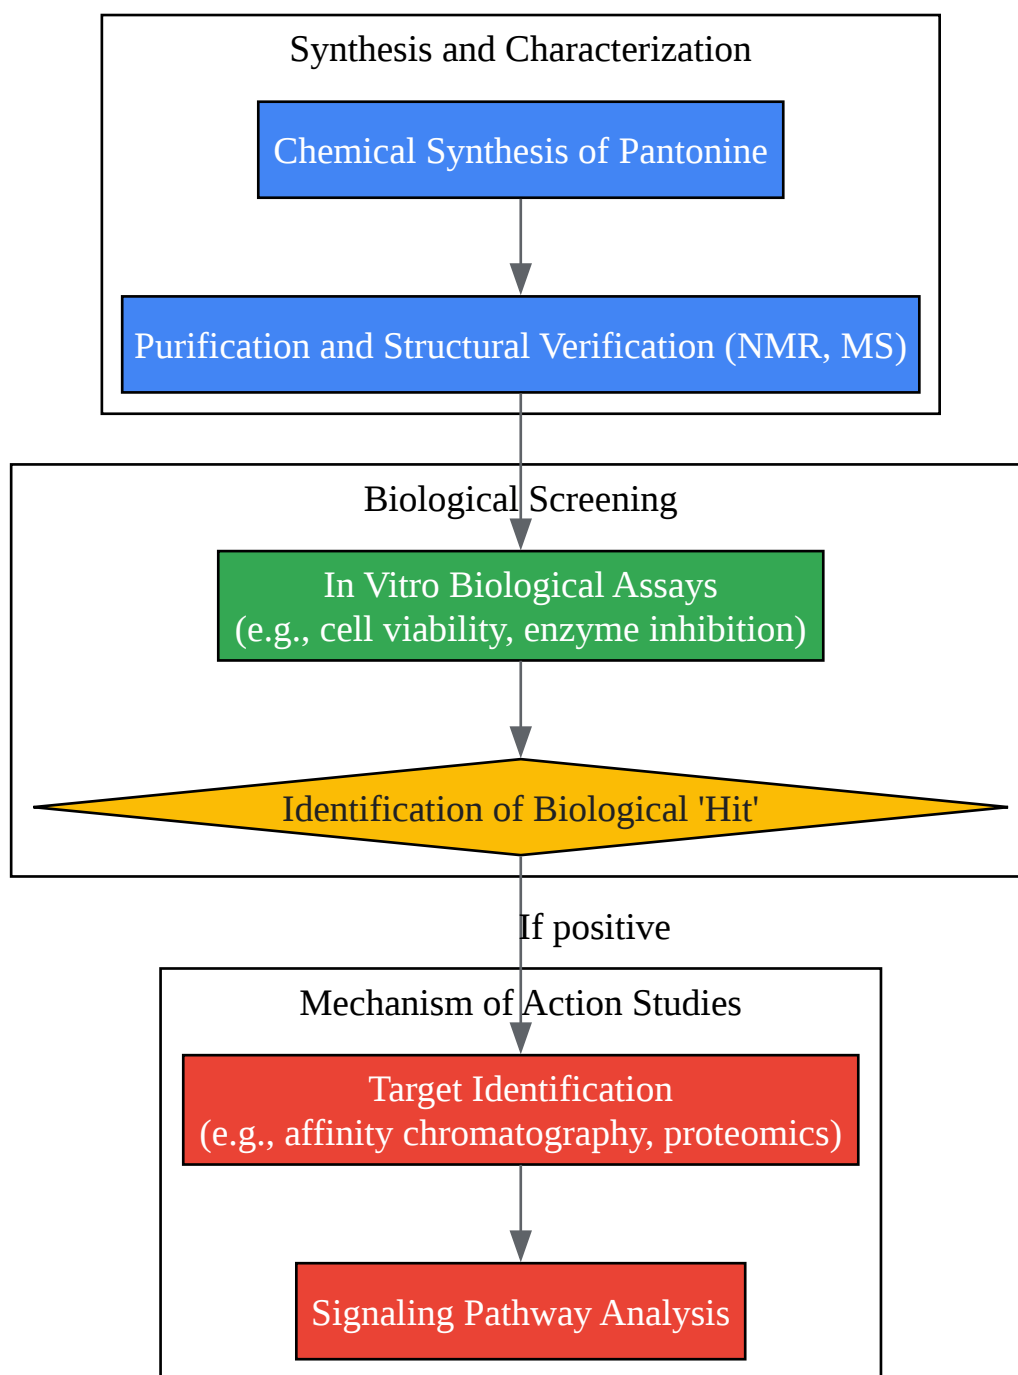 Synthesis and Characterization
Chemical Synthesis of Pantonine
Purification and Structural Verification (NMR, MS)
Biological Screening
In Vitro Biological Assays
(e.g., cell viability, enzyme inhibition)
Identification of Biological 'Hit'
If positive
Mechanism of Action Studies
Target Identification
(e.g., affinity chromatography, proteomics)
Signaling Pathway Analysis